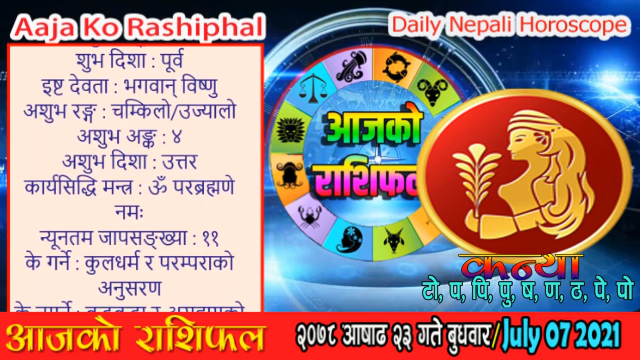 Aaja Ko Rashiphal
Daily Nepali Horoscope
शुभ दिशा : पूर्व
इष्ट देवता : भगवान् विष्णु
अशुभ रङ्ग : चम्किलो/उज्यालो
अशुभ अङ्क : ४
अशुभ दिशा : उत्तर
कार्यसिद्धि मन्त्र : ॐ परब्रह्मणे
नमः
न्यूनतम जापसङ्ख्या : ११
के गर्ने : कुलधर्म र परम्पराको
अनुसरण
आजको
राशिफल
कन्या
टो, प, पि, पु, ष, ण, ठ, पे, पो
आजको राशिफल
२०७८ आषाढ २३ गते बुधवार/July 07 2021